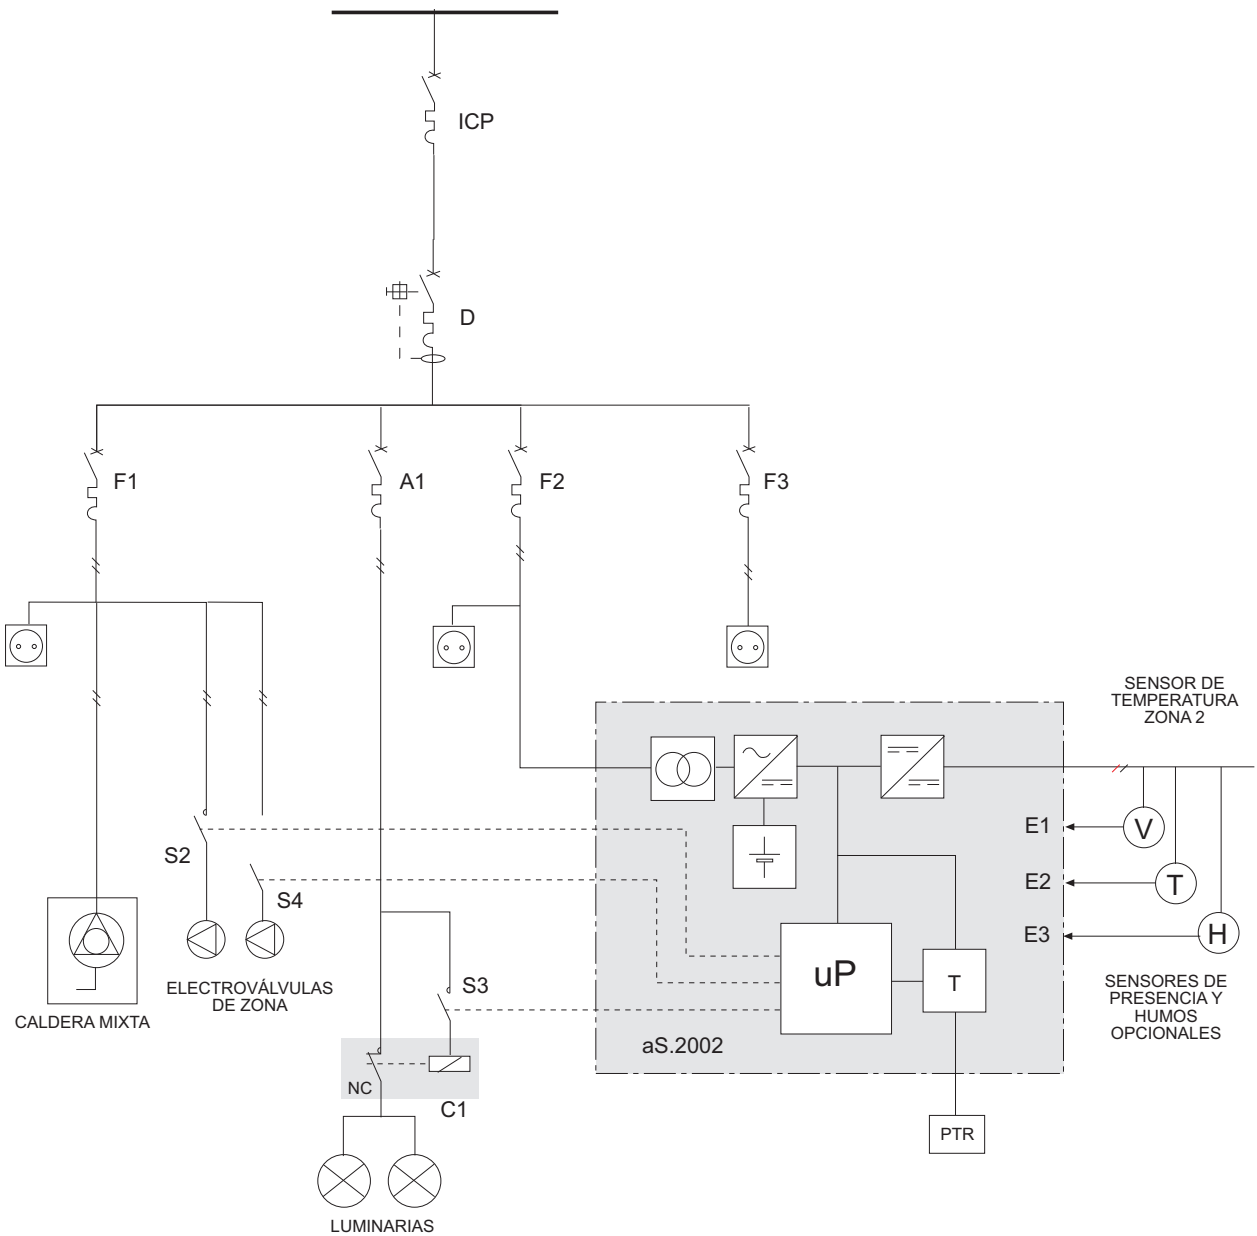 ICP
D
F1
A1
F2
F3
SENSOR DE
TEMPERATURA
ZONA 2
E1
V
S2
E2
T
S4
E3
H
uP
T
ELECTROVÁLVULAS
DE ZONA
S3
SENSORES DE
PRESENCIA Y
HUMOS
OPCIONALES
CALDERA MIXTA
aS.2002
NC
C1
PTR
LUMINARIAS